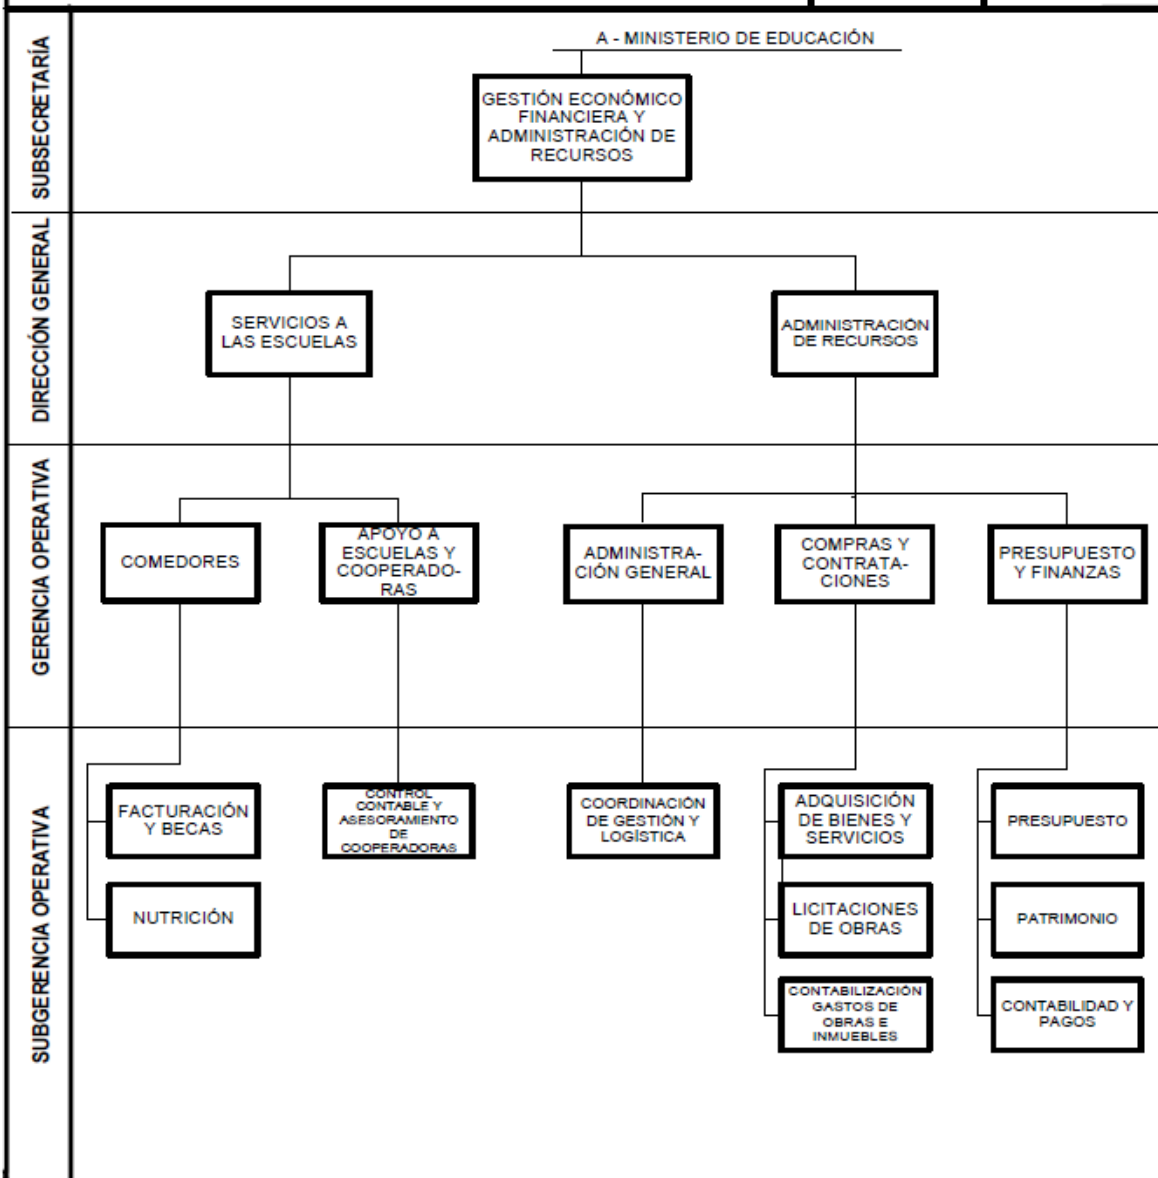 A - MINISTERIO DE EDUCACIÓN
SUBSECRETARÍA
GESTIÓN ECONÓMICO
FINANCIERA Y
ADMINISTRACIÓN DE
RECURSOS
DIRECCIÓN GENERAL
SERVICIOS A
LAS ESCUELAS
ADMINISTRACIÓN
DE RECURSOS
GERENCIA OPERATIVA
COMEDORES
APOYO A
ESCUELAS Y
COOPERADO-
RAS
ADMINISTRA-
CIÓN GENERAL
COMPRAS Y
CONTRATA-
CIONES
PRESUPUESTO
Y FINANZAS
SUBGERENCIA OPERATIVA
FACTURACIÓN
Y BECAS
CONTROL
CONTABLE Y
ASESORAMIENTO
DE
COOPERADORAS
COORDINACIÓN
DE GESTIÓN Y
LOGÍSTICA
ADQUISICIÓN
DE BIENES Y
SERVICIOS
PRESUPUESTO
NUTRICIÓN
LICITACIONES
DE OBRAS
PATRIMONIO
CONTABILIZACIÓN
GASTOS DE
OBRAS E
INMUEBLES
CONTABILIDAD Y
PAGOS